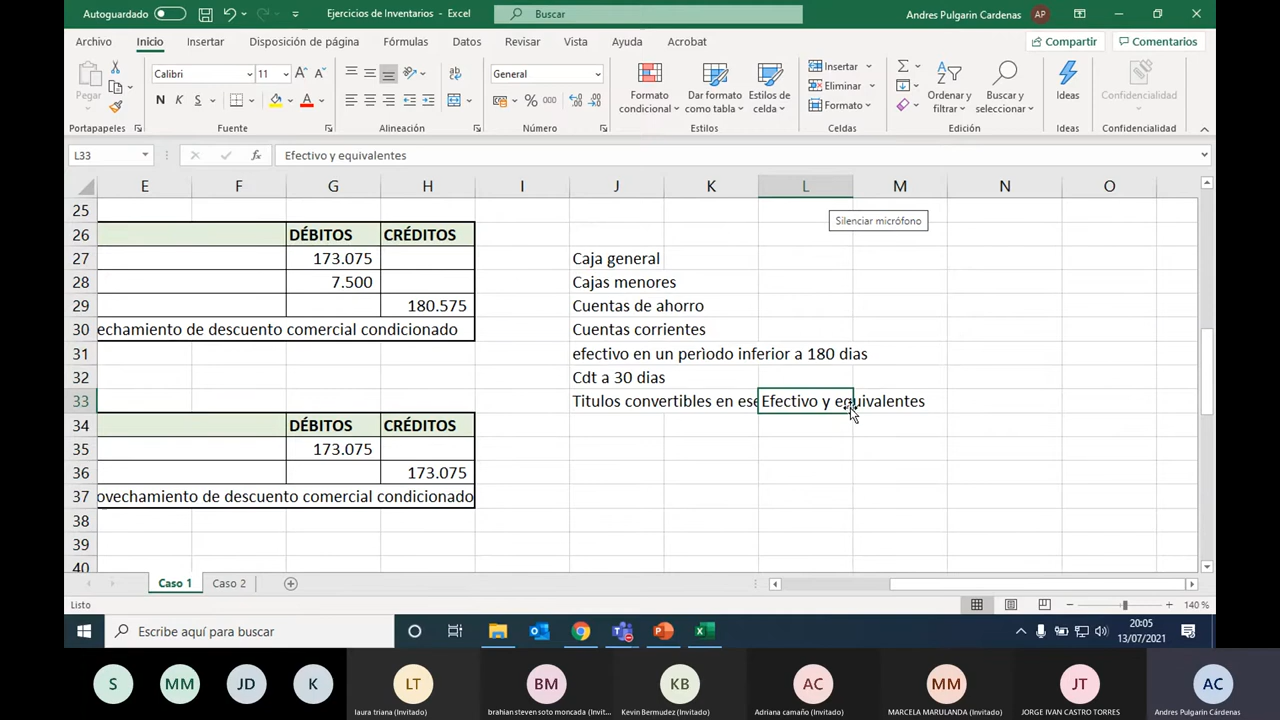 Autoguardado
Ejercicios de Inventarios - Excel
Buscar
Andres Pulgarin Cardenas
AP
Archivo
Inicio
Insertar
Disposición de página
Fórmulas
Datos
Revisar
Vista
Ayuda
Acrobat
Compartir
Comentarios
Pegar
Calibri
11
N K S
A
General
% 000
Formato condicional
Dar formato como tabla
Estilos de celda
Insertar
Eliminar
Formato
Ordenar y filtrar
Buscar y seleccionar
Ideas
Confidencialidad
Portapapeles
Fuente
Alineación
Número
Estilos
Celdas
Edición
Ideas
Confidencialidad
L33
fx
Efectivo y equivalentes
E F G H I J K L M N O
25
Silenciar micrófono
26 DÉBITOS CRÉDITOS
27 173.075 Caja general
28 7.500 Cajas menores
29 180.575 Cuentas de ahorro
30 echamiento de descuento comercial condicionado Cuentas corrientes
31 efectivo en un perìodo inferior a 180 dias
32 Cdt a 30 dias
33 Titulos convertibles en ese Efectivo y equivalentes
34 DÉBITOS CRÉDITOS
35 173.075
36 173.075
37 ovechamiento de descuento comercial condicionado
38
39
40
Caso 1
Caso 2
Listo
140 %
Escribe aquí para buscar
20:05
13/07/2021
S
MM
JD
K
LT
laura triana (Invitado)
BM
brahian steven soto moncada (Invit...
KB
Kevin Bermudez (Invitado)
AC
Adriana camaño (Invitado)
MM
MARCELA MARULANDA (Invitado)
JT
JORGE IVAN CASTRO TORRES
AC
Andres Pulgarin Cárdenas